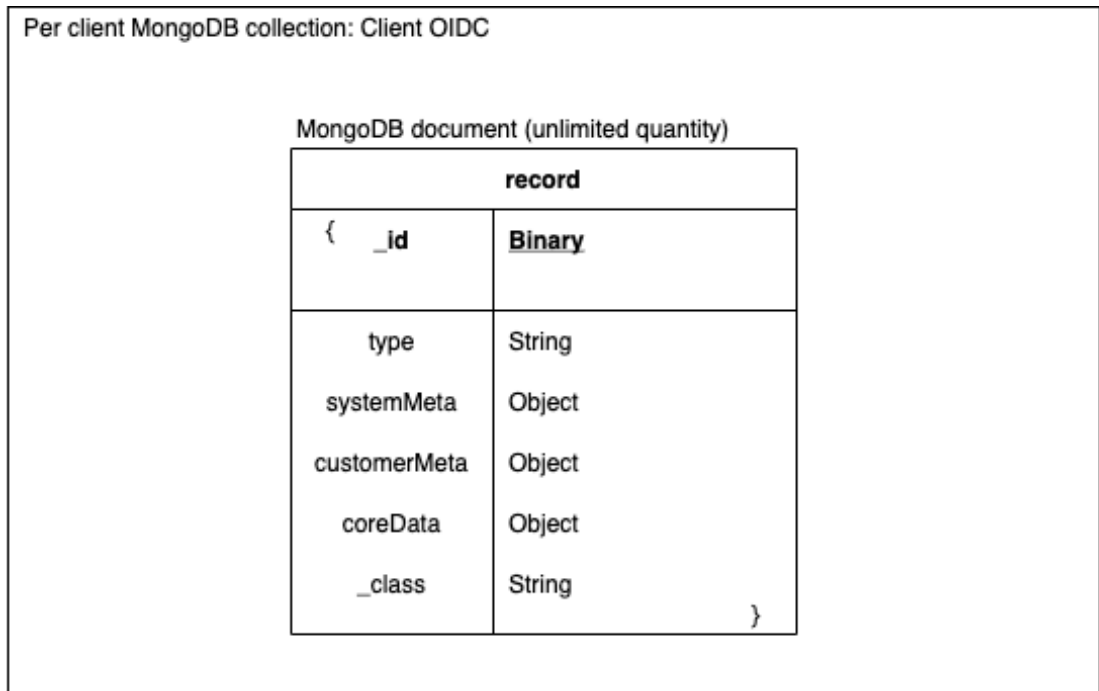 Per client MongoDB collection: Client OIDC
MongoDB document (unlimited quantity)
record
{ _id Binary
type String
systemMeta Object
customerMeta Object
coreData Object
_class String
}